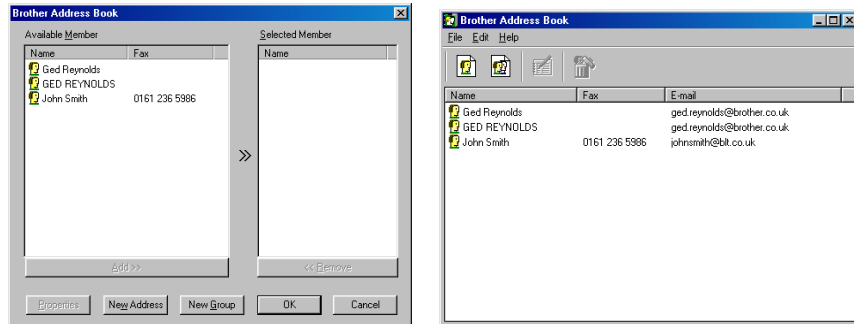 Brother Address Book
Available Member
Selected Member
Name Fax
Name
Ged Reynolds
GED REYNOLDS
John Smith 0161 236 5986
Add >>
<< Remove
Properties
New Address
New Group
OK
Cancel
Brother Address Book
File Edit Help
Name Fax E-mail
Ged Reynolds ged.reynolds@brother.co.uk
GED REYNOLDS ged.reynolds@brother.co.uk
John Smith 0161 236 5986 johnsmith@blt.co.uk